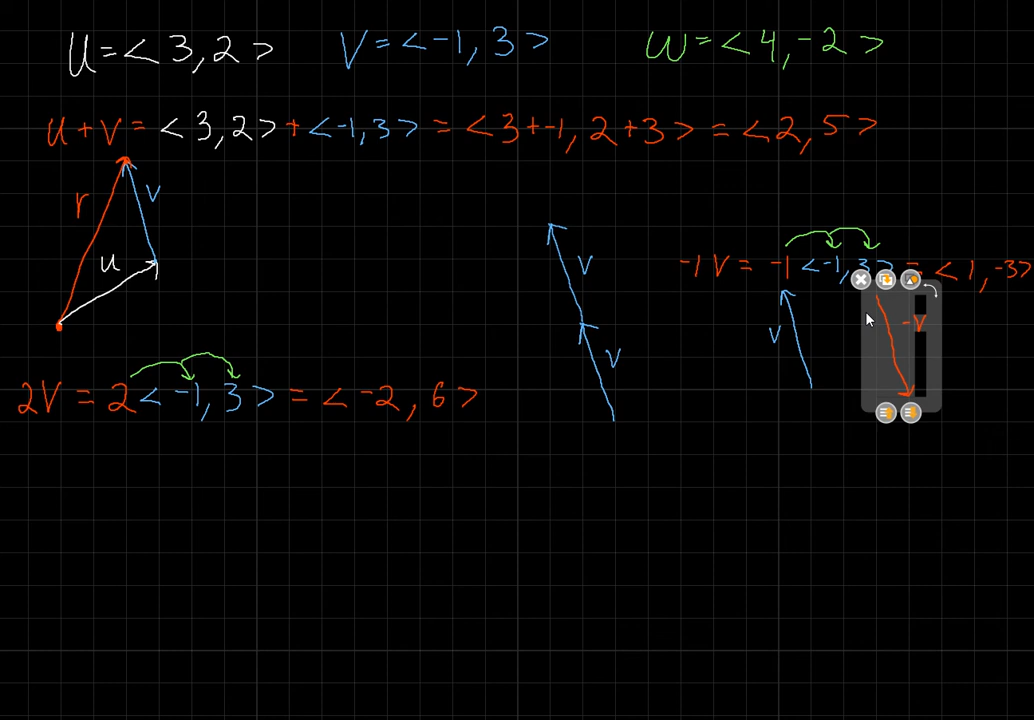 u = <3, 2> v = <-1, 3> w = <4, -2>
u + v = <3, 2> + <-1, 3> = <3 + -1, 2 + 3> = <2, 5>
r v
u
v
-1v = -1<-1, 3> = <1, -3>
v -v
v
2v = 2<-1, 3> = <-2, 6>